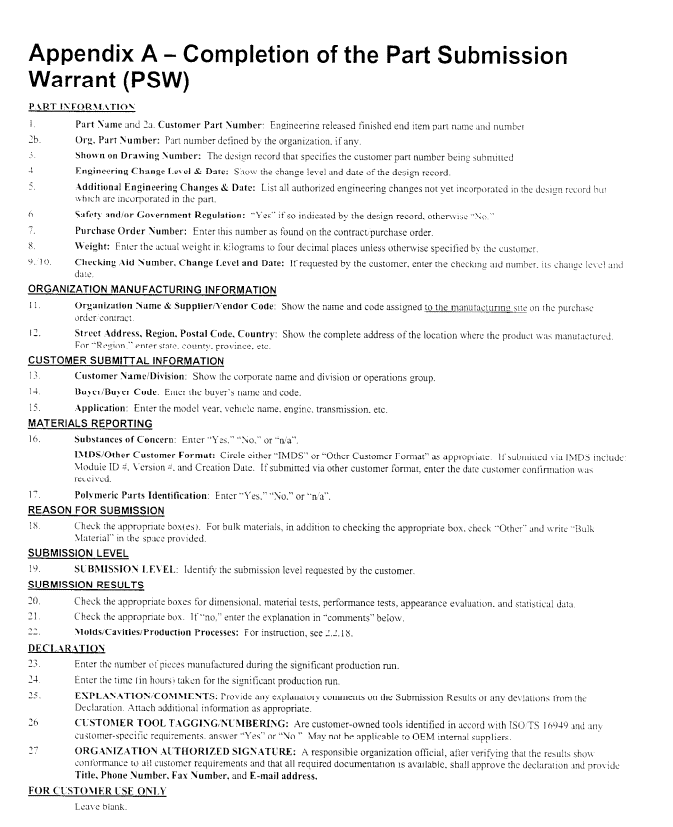 Appendix A – Completion of the Part Submission
Warrant (PSW)
PART INFORMATION
1. Part Name and 2a. Customer Part Number: Engineering released finished end item part name and number
2b. Org. Part Number: Part number defined by the organization, if any.
3. Shown on Drawing Number: The design record that specifies the customer part number being submitted
4 Engineering Change Level & Date: Show the change level and date of the design record.
5. Additional Engineering Changes & Date: List all authorized engineering changes not yet incorporated in the design record but
which are incorporated in the part.
6 Safety and/or Government Regulation: "Yes" if so indicated by the design record, otherwise "No."
7. Purchase Order Number: Enter this number as found on the contract/purchase order.
8. Weight: Enter the actual weight in kilograms to four decimal places unless otherwise specified by the customer.
9, 10. Checking Aid Number, Change Level and Date: If requested by the customer, enter the checking aid number, its change level and
date.
ORGANIZATION MANUFACTURING INFORMATION
11. Organization Name & Supplier/Vendor Code: Show the name and code assigned to the manufacturing site on the purchase
order/contract.
12. Street Address, Region, Postal Code, Country: Show the complete address of the location where the product was manufactured.
For "Region," enter state, county, province, etc.
CUSTOMER SUBMITTAL INFORMATION
13. Customer Name/Division: Show the corporate name and division or operations group.
14. Buyer/Buyer Code: Enter the buyer's name and code.
15. Application: Enter the model year, vehicle name, engine, transmission, etc.
MATERIALS REPORTING
16. Substances of Concern: Enter "Yes," "No," or "n/a".
IMDS/Other Customer Format: Circle either "IMDS" or "Other Customer Format" as appropriate. If submitted via IMDS include:
Module ID #, Version #, and Creation Date. If submitted via other customer format, enter the date customer confirmation was
received.
17. Polymeric Parts Identification: Enter "Yes," "No," or "n/a".
REASON FOR SUBMISSION
18. Check the appropriate box(es). For bulk materials, in addition to checking the appropriate box, check "Other" and write "Bulk
Material" in the space provided.
SUBMISSION LEVEL
19. SUBMISSION LEVEL: Identify the submission level requested by the customer.
SUBMISSION RESULTS
20. Check the appropriate boxes for dimensional, material tests, performance tests, appearance evaluation, and statistical data.
21. Check the appropriate box. If "no," enter the explanation in "comments" below.
22. Molds/Cavities/Production Processes: For instruction, see 2.2.18.
DECLARATION
23. Enter the number of pieces manufactured during the significant production run.
24. Enter the time (in hours) taken for the significant production run.
25. EXPLANATION/COMMENTS: Provide any explanatory comments on the Submission Results or any deviations from the
Declaration. Attach additional information as appropriate.
26 CUSTOMER TOOL TAGGING/NUMBERING: Are customer-owned tools identified in accord with ISO/TS 16949 and any
customer-specific requirements, answer "Yes" or "No." May not be applicable to OEM internal suppliers.
27 ORGANIZATION AUTHORIZED SIGNATURE: A responsible organization official, after verifying that the results show
conformance to all customer requirements and that all required documentation is available, shall approve the declaration and provide
Title, Phone Number, Fax Number, and E-mail address.
FOR CUSTOMER USE ONLY
Leave blank.